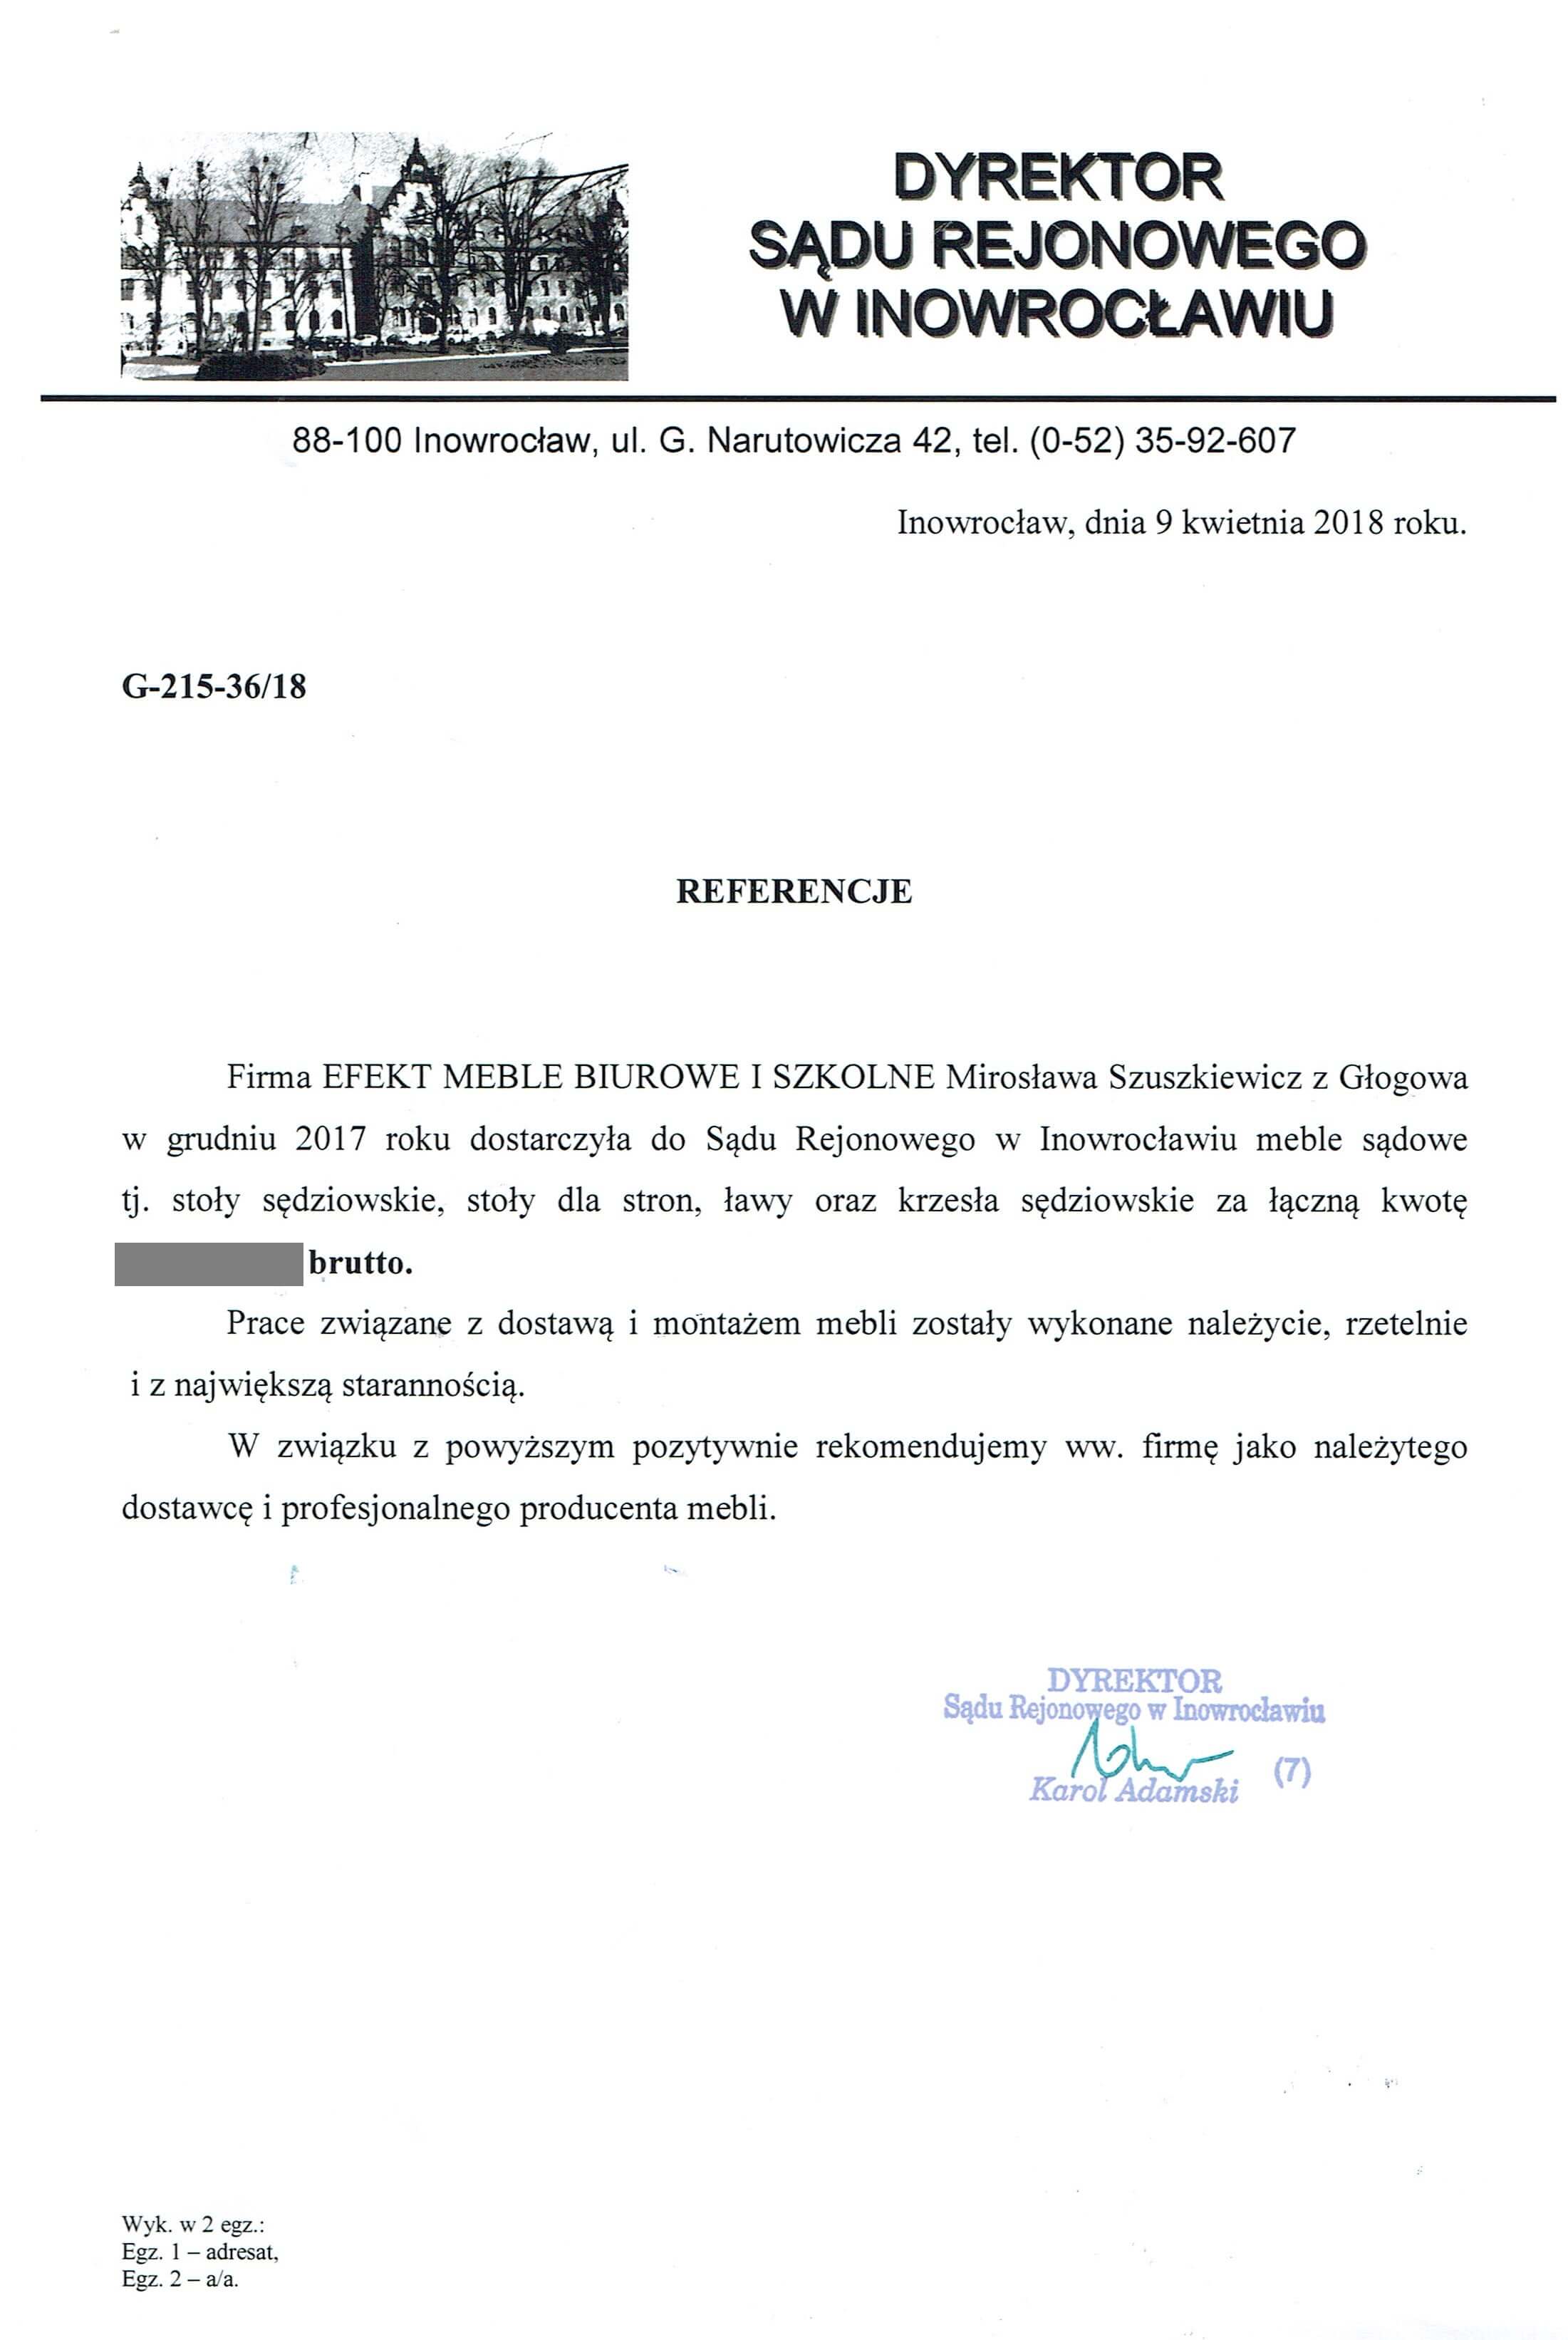 DYREKTOR
SĄDU REJONOWEGO
W INOWROCŁAWIU
88-100 Inowrocław, ul. G. Narutowicza 42, tel. (0-52) 35-92-607
Inowrocław, dnia 9 kwietnia 2018 roku.
G-215-36/18
REFERENCJE
Firma EFEKT MEBLE BIUROWE I SZKOLNE Mirosława Szuszkiewicz z Głogowa
w grudniu 2017 roku dostarczyła do Sądu Rejonowego w Inowrocławiu meble sądowe
tj. stoły sędziowskie, stoły dla stron, ławy oraz krzesła sędziowskie za łączną kwotę
brutto.
Prace związane z dostawą i montażem mebli zostały wykonane należycie, rzetelnie
i z największą starannością.
W związku z powyższym pozytywnie rekomendujemy ww. firmę jako należytego
dostawcę i profesjonalnego producenta mebli.
DYREKTOR
Sądu Rejonowego w Inowrocławiu
Karol Adamski (7)
Wyk. w 2 egz.:
Egz. 1 – adresat,
Egz. 2 – a/a.